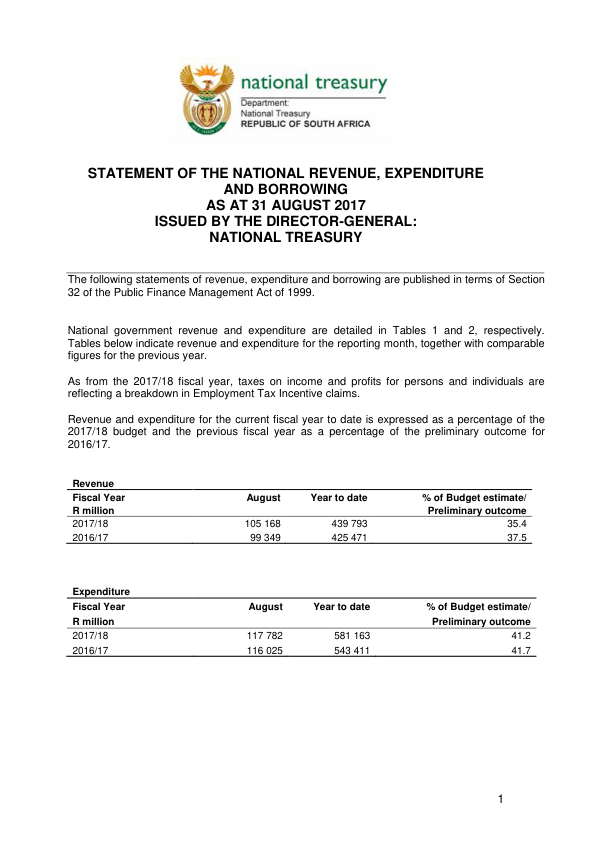 national treasury
Department:
National Treasury
REPUBLIC OF SOUTH AFRICA
STATEMENT OF THE NATIONAL REVENUE, EXPENDITURE
AND BORROWING
AS AT 31 AUGUST 2017
ISSUED BY THE DIRECTOR-GENERAL:
NATIONAL TREASURY
The following statements of revenue, expenditure and borrowing are published in terms of Section
32 of the Public Finance Management Act of 1999.
National government revenue and expenditure are detailed in Tables 1 and 2, respectively.
Tables below indicate revenue and expenditure for the reporting month, together with comparable
figures for the previous year.
As from the 2017/18 fiscal year, taxes on income and profits for persons and individuals are
reflecting a breakdown in Employment Tax Incentive claims.
Revenue and expenditure for the current fiscal year to date is expressed as a percentage of the
2017/18 budget and the previous fiscal year as a percentage of the preliminary outcome for
2016/17.
Revenue
Fiscal Year August Year to date % of Budget estimate/
R million Preliminary outcome
2017/18 105 168 439 793 35.4
2016/17 99 349 425 471 37.5
Expenditure
Fiscal Year August Year to date % of Budget estimate/
R million Preliminary outcome
2017/18 117 782 581 163 41.2
2016/17 116 025 543 411 41.7
1